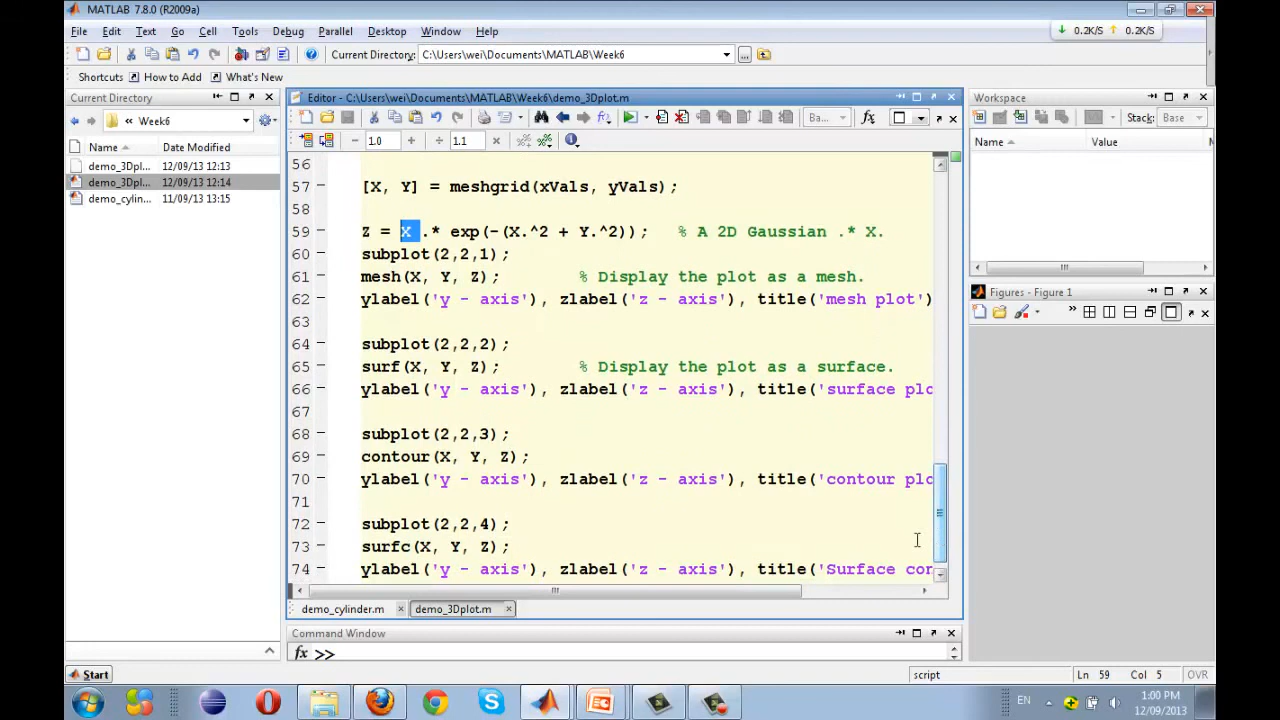 MATLAB 7.8.0 (R2009a)
File Edit Text Go Cell Tools Debug Parallel Desktop Window Help
0.2K/S 0.2K/S
Current Directory: C:\Users\wei\Documents\MATLAB\Week6
Shortcuts How to Add What's New
Current Directory
Week6
Name Date Modified
demo_3Dpl... 12/09/13 12:13
demo_3Dpl... 12/09/13 12:14
demo_cylin... 11/09/13 13:15
Editor - C:\Users\wei\Documents\MATLAB\Week6\demo_3Dplot.m
Ba...
1.0 1.1
56
57 [X, Y] = meshgrid(xVals, yVals);
58
59 Z = X .* exp(-(X.^2 + Y.^2)); % A 2D Gaussian .* X.
60 subplot(2,2,1);
61 mesh(X, Y, Z); % Display the plot as a mesh.
62 ylabel('y - axis'), zlabel('z - axis'), title('mesh plot')
63
64 subplot(2,2,2);
65 surf(X, Y, Z); % Display the plot as a surface.
66 ylabel('y - axis'), zlabel('z - axis'), title('surface plo
67
68 subplot(2,2,3);
69 contour(X, Y, Z);
70 ylabel('y - axis'), zlabel('z - axis'), title('contour plo
71
72 subplot(2,2,4);
73 surfc(X, Y, Z);
74 ylabel('y - axis'), zlabel('z - axis'), title('Surface con
demo_cylinder.m demo_3Dplot.m
Command Window
fx >>
Workspace
Stack: Base
Name Value
Figures - Figure 1
Start
script Ln 59 Col 5 OVR
EN
1:00 PM
12/09/2013